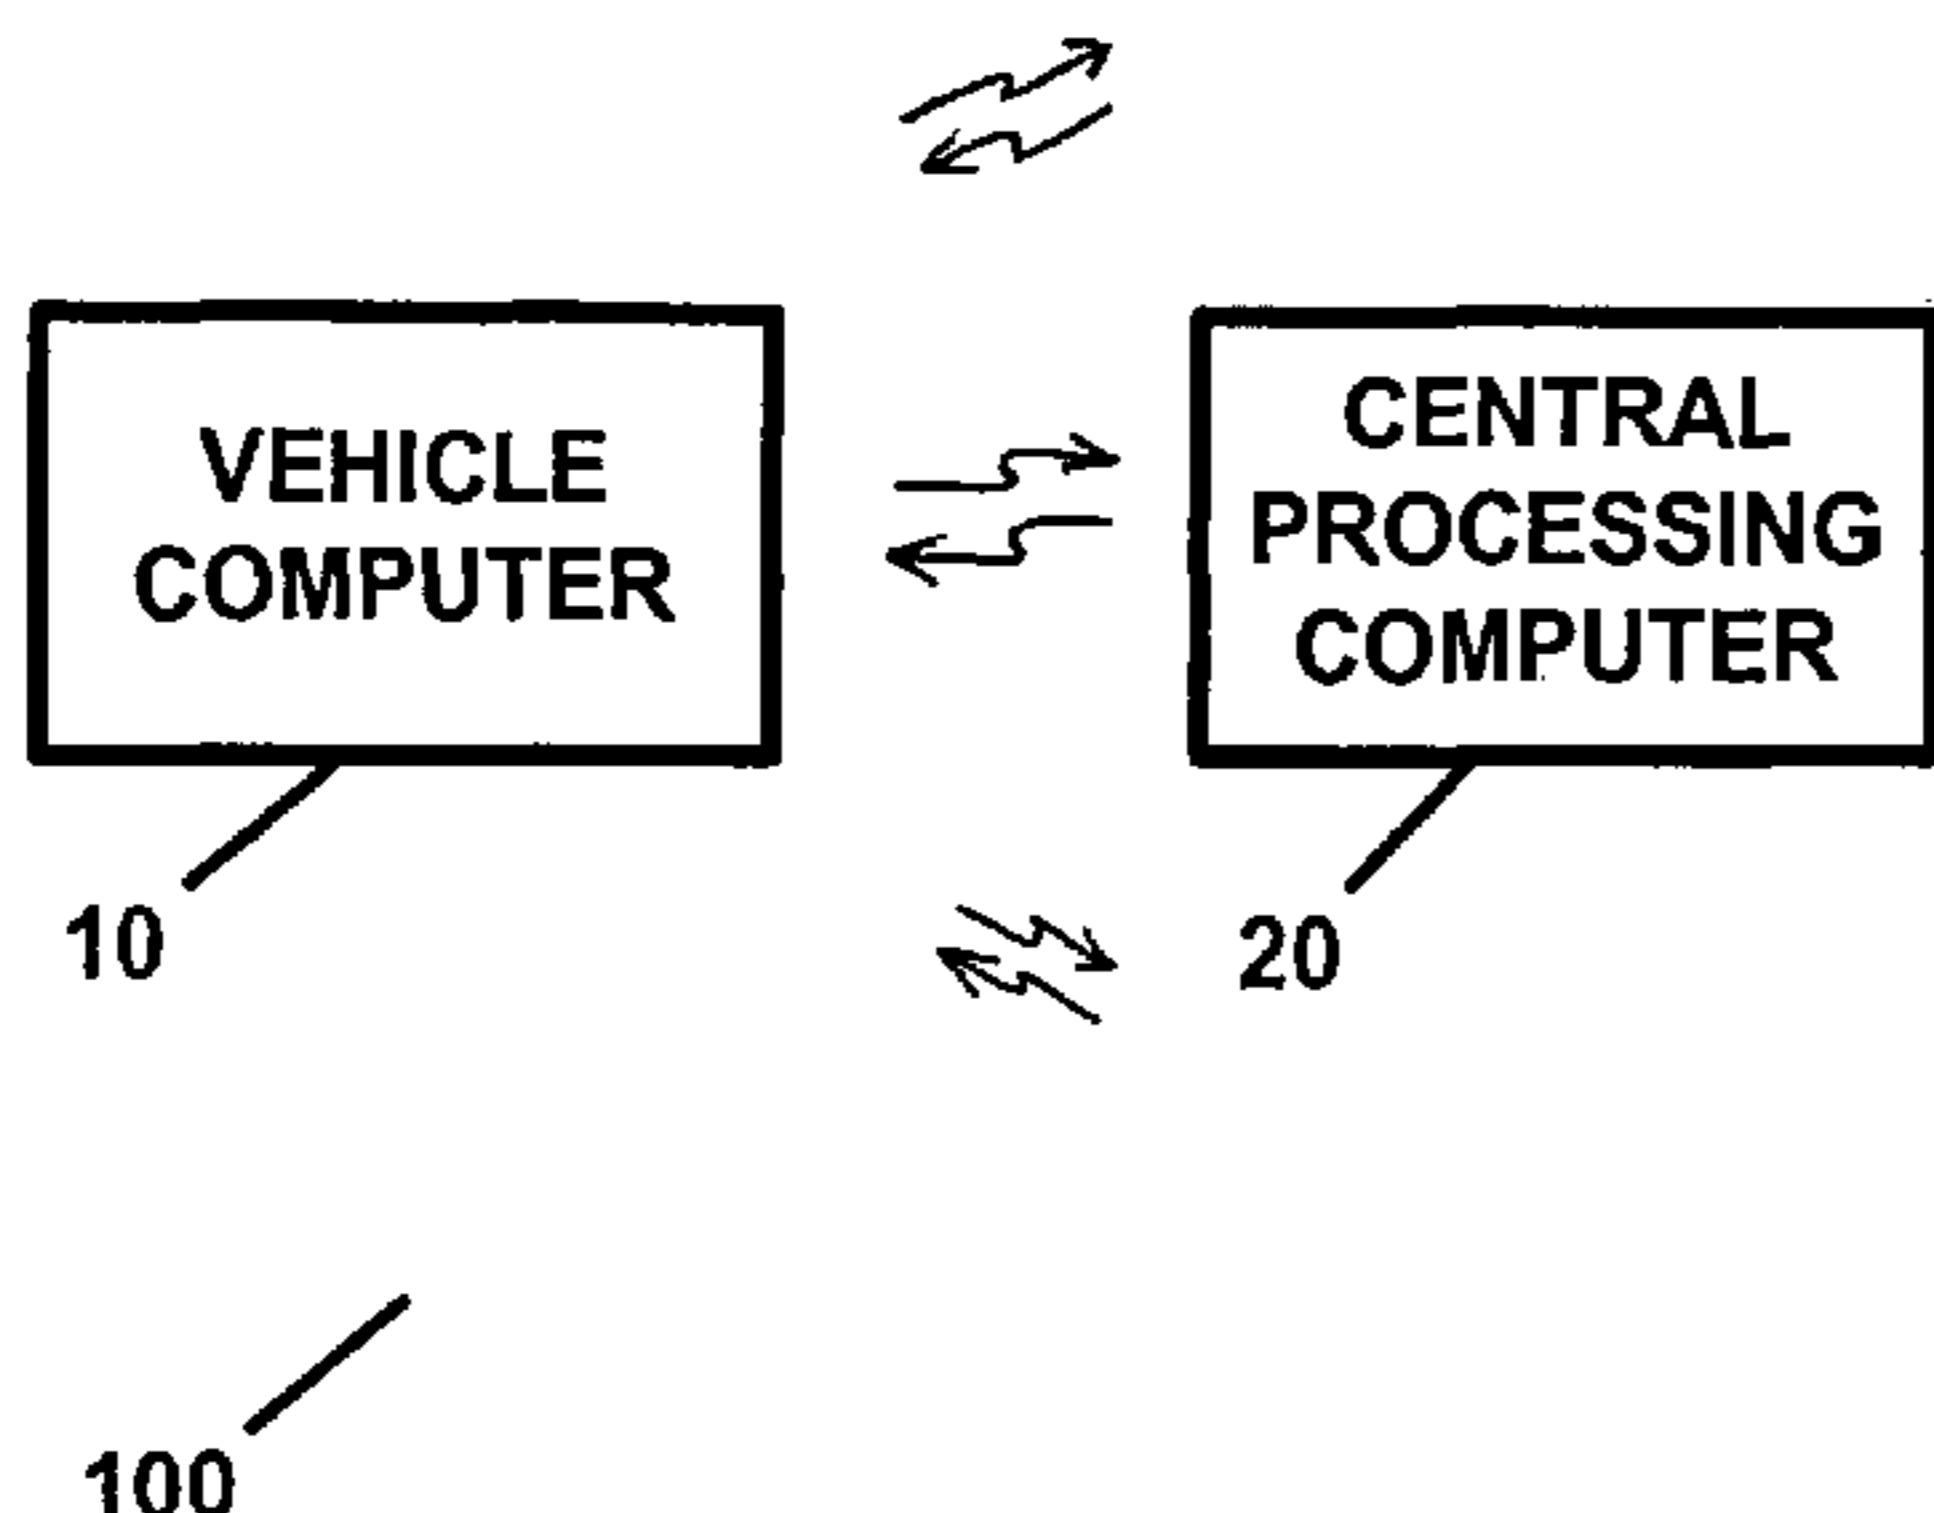 VEHICLE
COMPUTER
CENTRAL
PROCESSING
COMPUTER
10
20
100